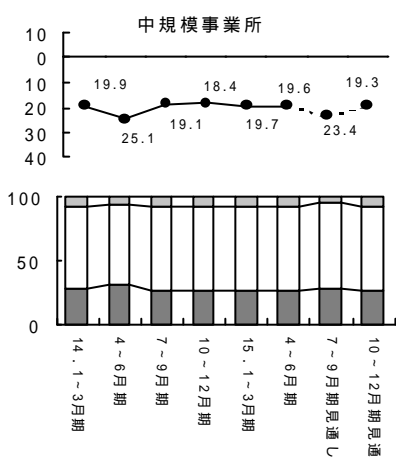 中規模事業所
10
0
10
20
30
40
19.9
25.1
19.1
18.4
19.7
19.6
23.4
19.3
100
50
0
14．1~3月期
4~6月期
7~9月期
10~12月期
15．1~3月期
4~6月期
7~9月期見通し
10~12月期見通